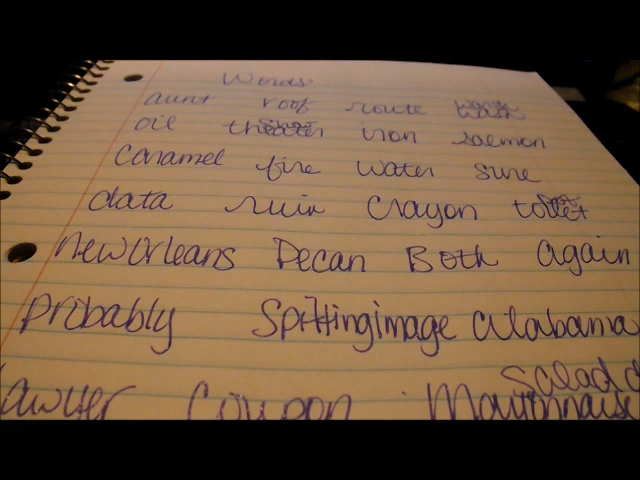 Words
aunt roof route wash
oil theater iron salmon
Caramel fire water sure
data ruin Crayon toilet
New Orleans Pecan Both again
Probably Spitting image Alabama
Lawyer Coupon Mayonnaise
Salad